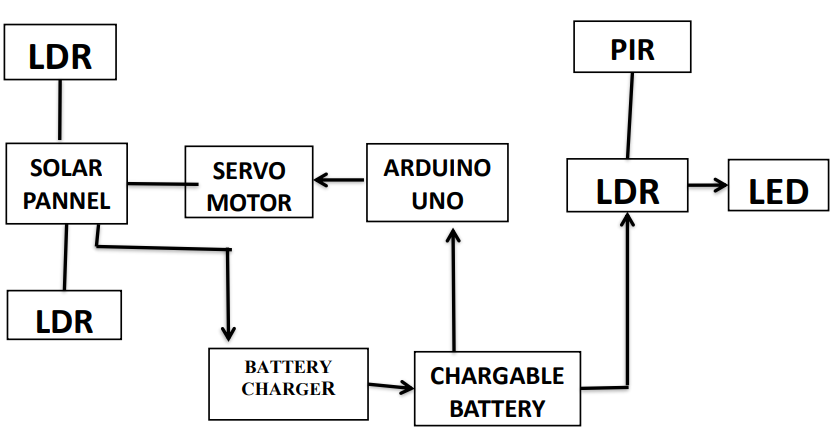 LDR
PIR
SOLAR
PANNEL
SERVO
MOTOR
ARDUINO
UNO
LDR
LED
LDR
BATTERY
CHARGER
CHARGABLE
BATTERY